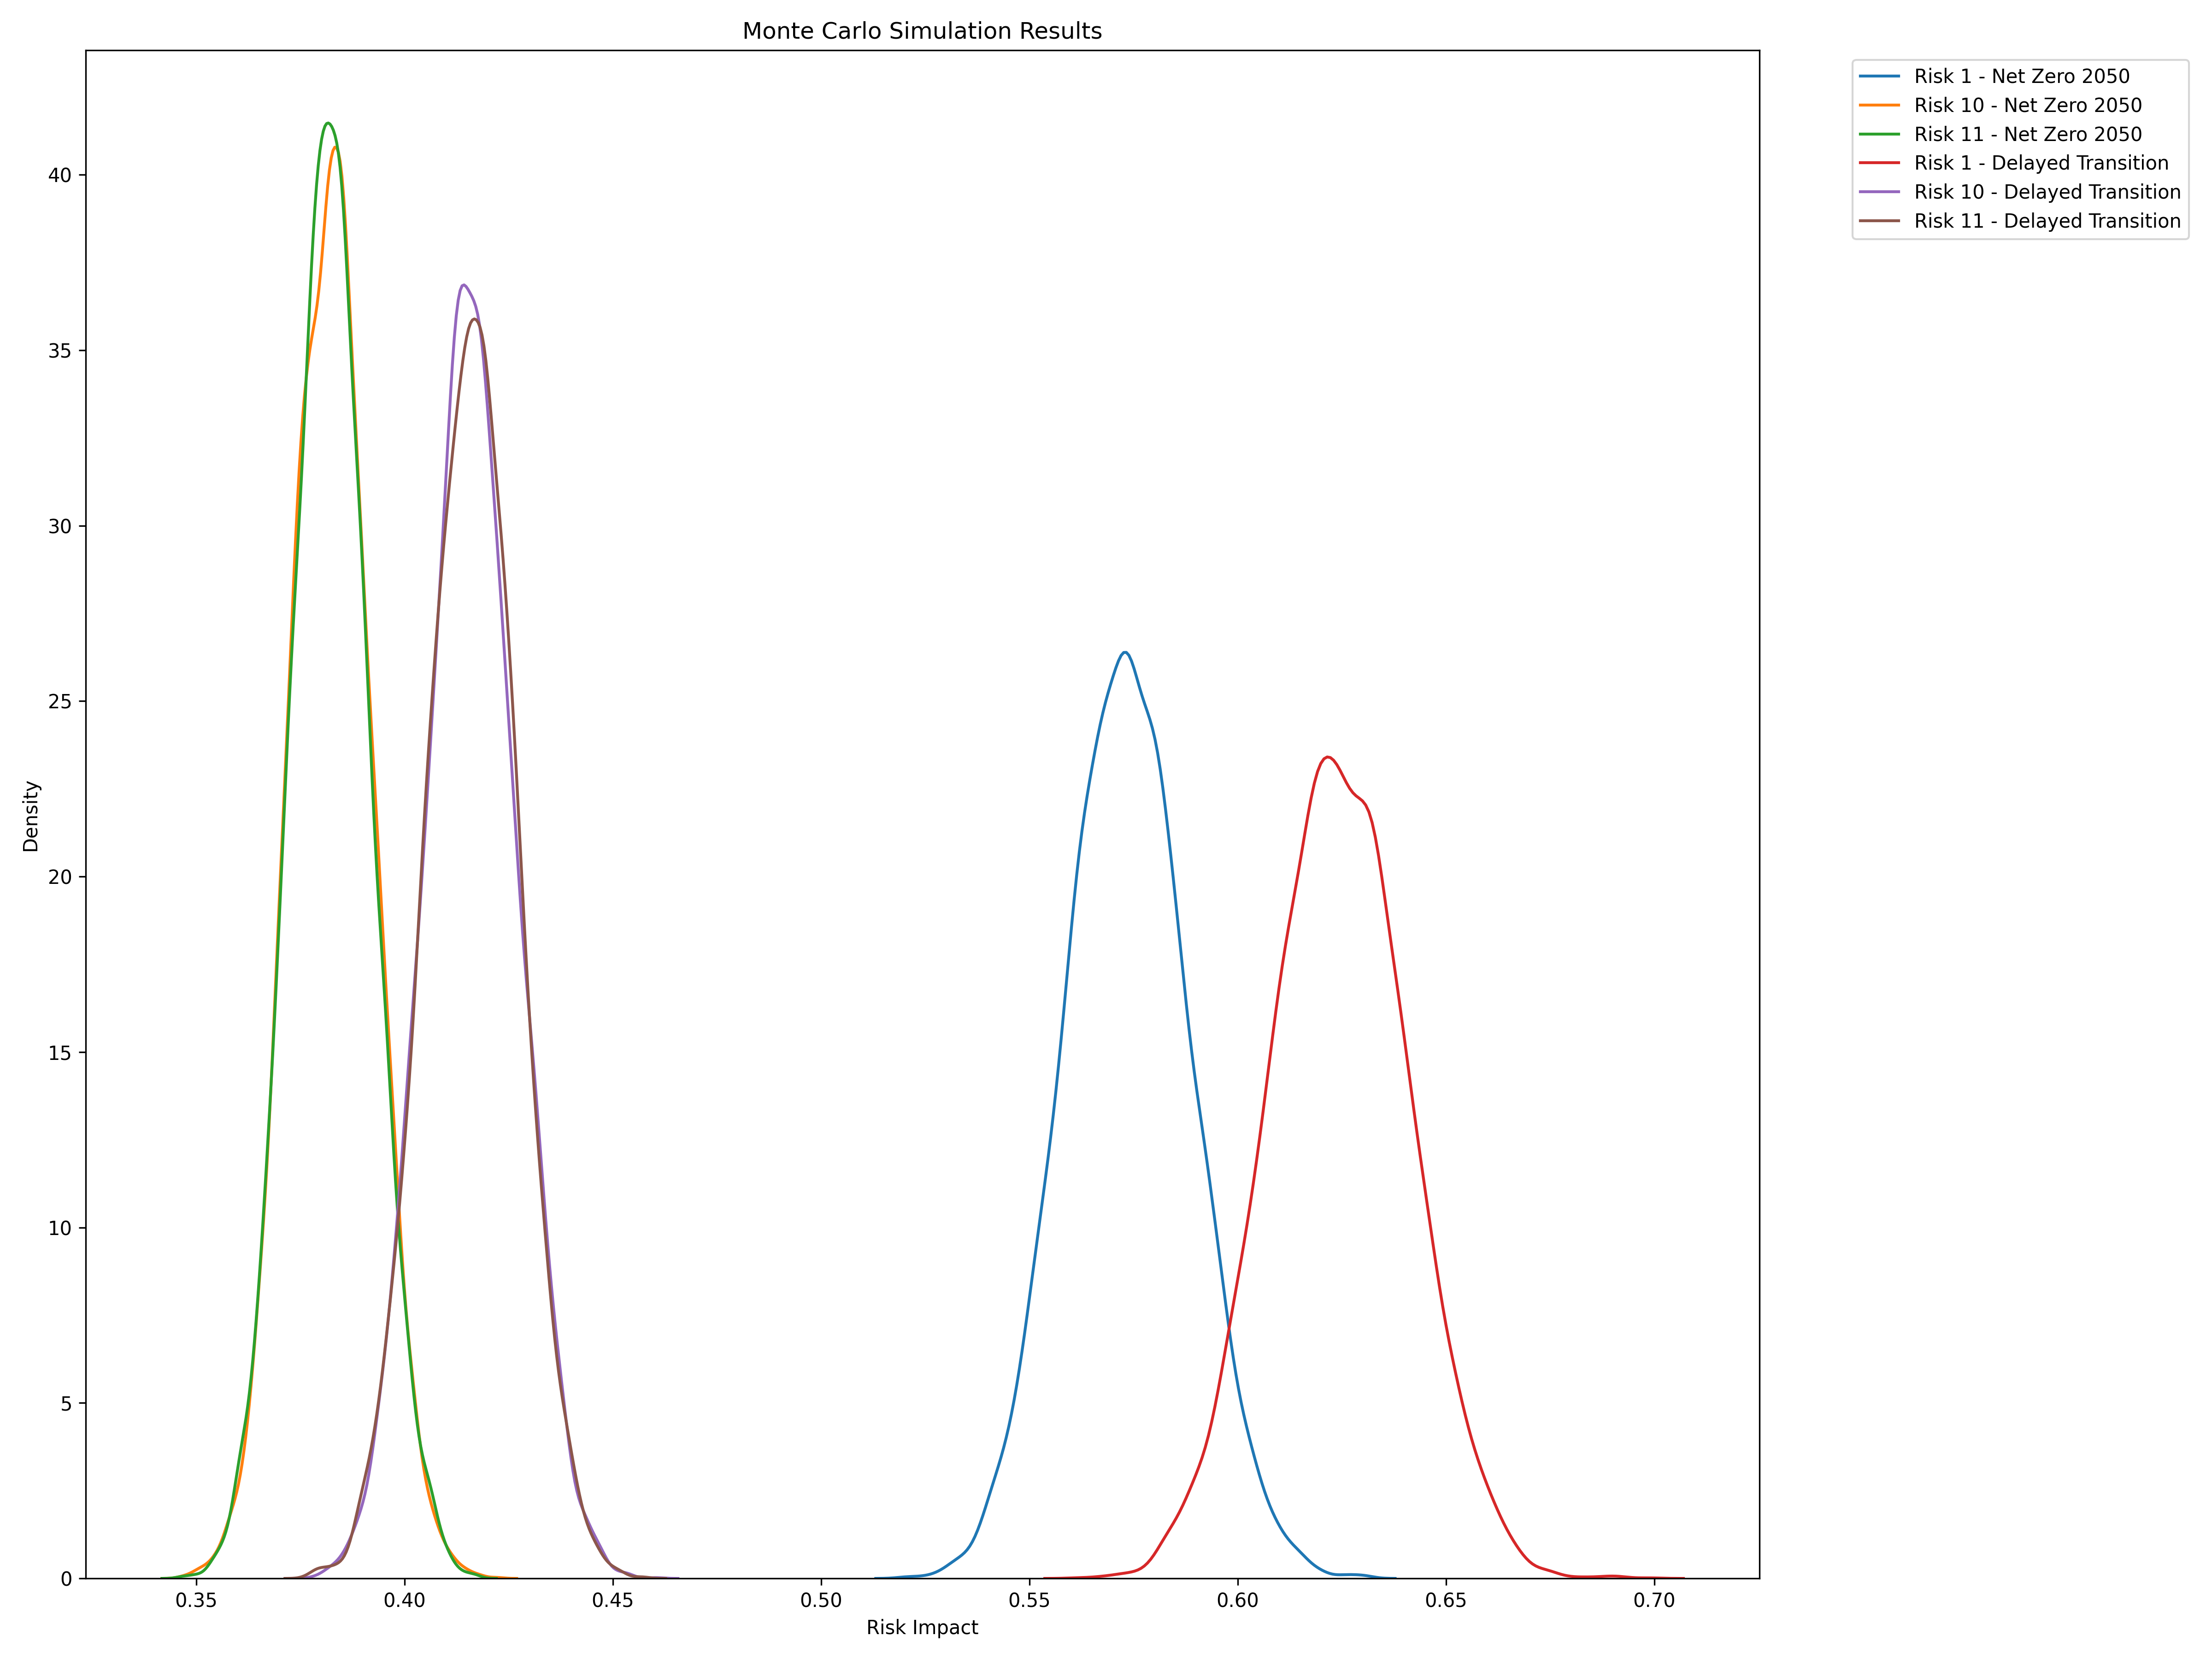 Monte Carlo Simulation Results
Risk 1 - Net Zero 2050
Risk 10 - Net Zero 2050
Risk 11 - Net Zero 2050
Risk 1 - Delayed Transition
Risk 10 - Delayed Transition
Risk 11 - Delayed Transition
40
35
30
25
20
15
10
5
0
Density
0.35 0.40 0.45 0.50 0.55 0.60 0.65 0.70
Risk Impact